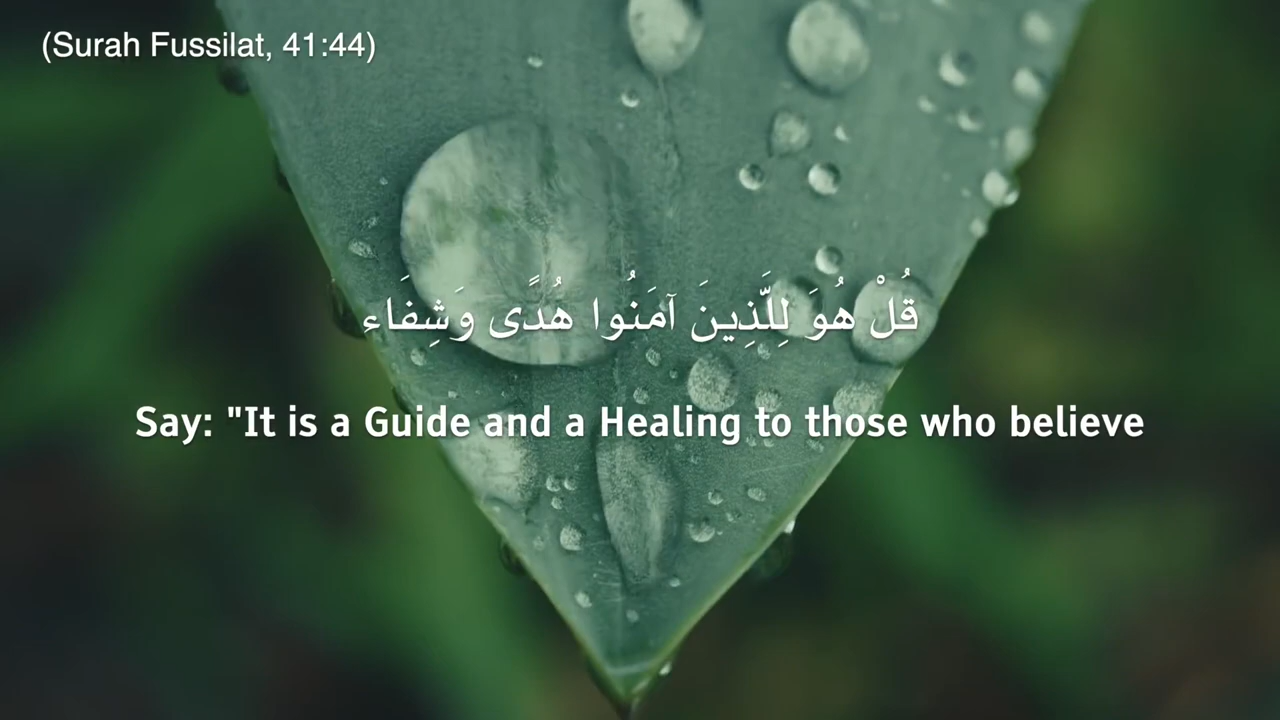 (Surah Fussilat, 41:44)
قُلْ هُوَ لِلَّذِينَ آمَنُوا هُدًى وَشِفَاء
Say: "It is a Guide and a Healing to those who believe